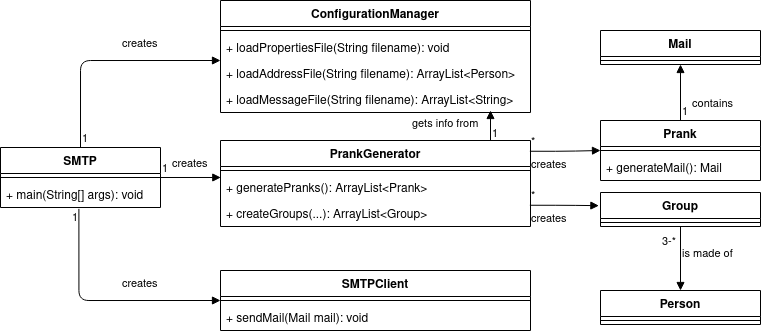 ConfigurationManager
+ loadPropertiesFile(String filename): void
+ loadAddressFile(String filename): ArrayList<Person>
+ loadMessageFile(String filename): ArrayList<String>
creates
1
gets info from
1
Mail
contains
1
SMTP
+ main(String[] args): void
1
creates
PrankGenerator
+ generatePranks(): ArrayList<Prank>
+ createGroups(...): ArrayList<Group>
*
creates
Prank
+ generateMail(): Mail
*
creates
Group
3-*
is made of
Person
1
creates
SMTPClient
+ sendMail(Mail mail): void